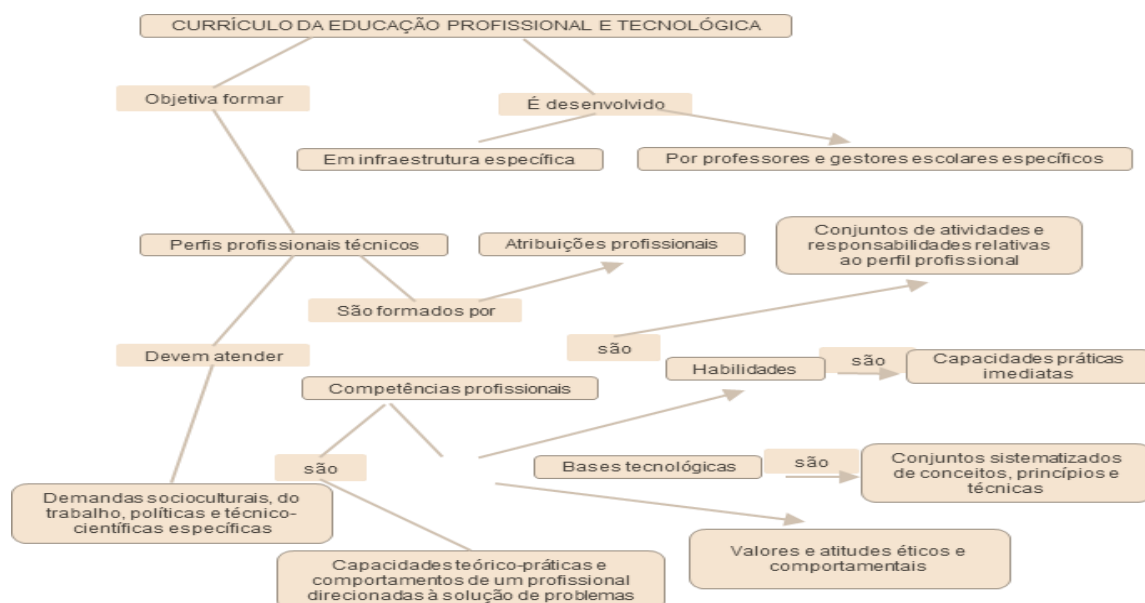 CURRÍCULO DA EDUCAÇÃO PROFISSIONAL E TECNOLÓGICA
Objetiva formar
É desenvolvido
Em infraestrutura específica
Por professores e gestores escolares específicos
Perfis profissionais técnicos
Atribuições profissionais
Conjuntos de atividades e
responsabilidades relativas
ao perfil profissional
São formados por
Devem atender
são
Habilidades
são
Capacidades práticas
imediatas
Competências profissionais
são
Bases tecnológicas
são
Conjuntos sistematizados
de conceitos, princípios e
técnicas
Demandas socioculturais, do
trabalho, políticas e técnico-
científicas específicas
Valores e atitudes éticos e
comportamentais
Capacidades teórico-práticas e
comportamentos de um profissional
direcionadas à solução de problemas